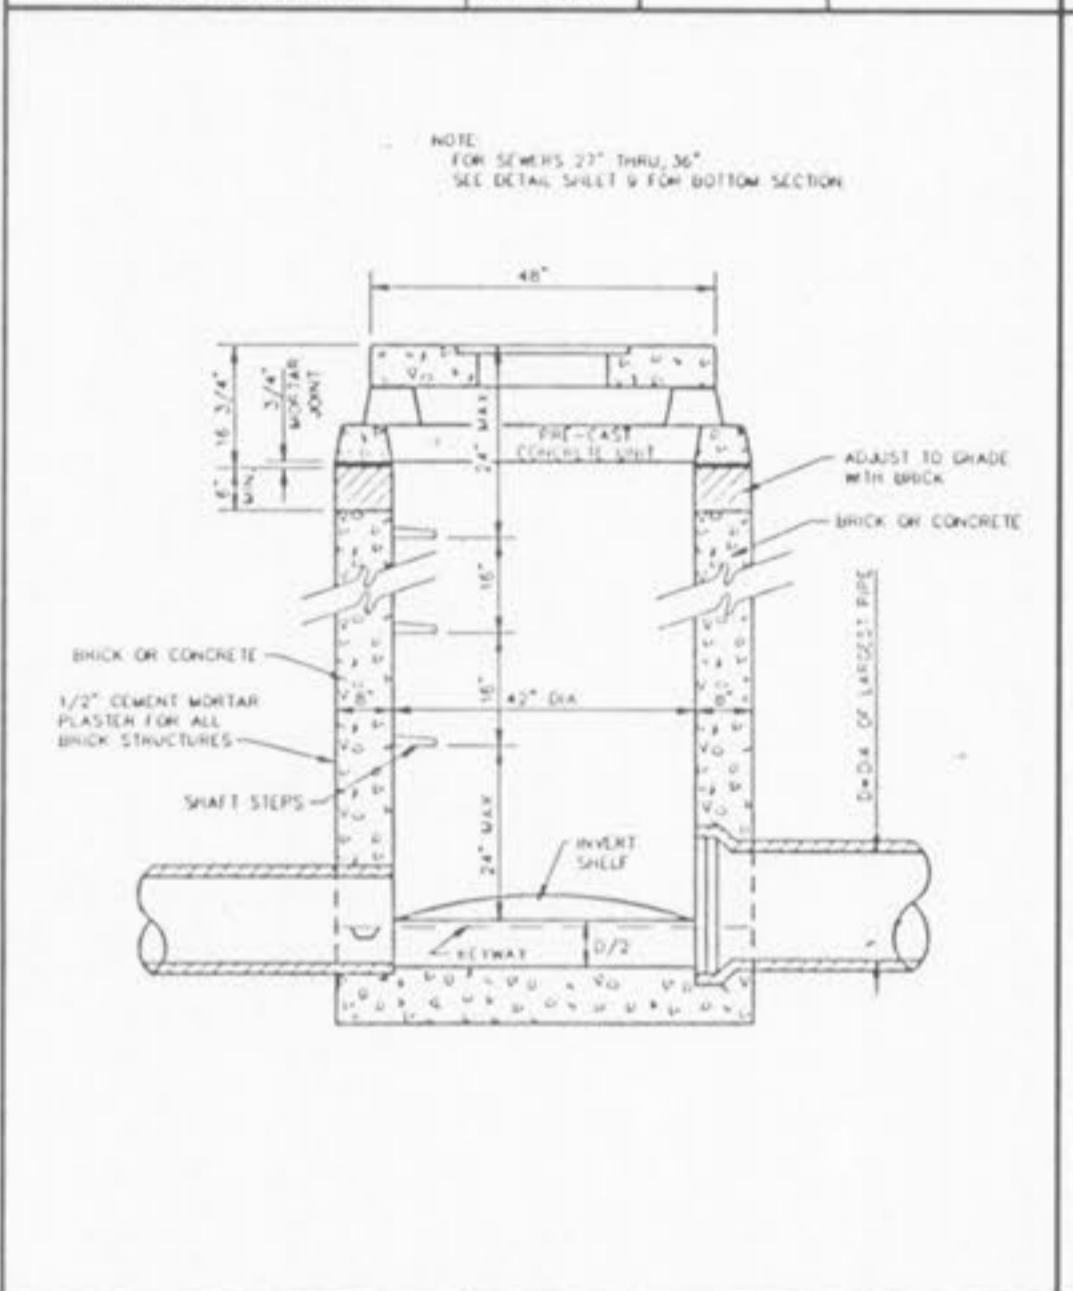 NOTE:
FOR SEWERS 27" THRU, 36"
SEE DETAIL SHEET 9 FOR BOTTOM SECTION
48"
16 3/4"
3/4"
MORTAR
JOINT
6"
MIN.
24" MAX
PRE-CAST
CONCRETE UNIT
ADJUST TO GRADE
WITH BRICK
BRICK OR CONCRETE
16"
BRICK OR CONCRETE
1/2" CEMENT MORTAR
PLASTER FOR ALL
BRICK STRUCTURES
8"
16"
42" DIA
8"
D=DIA OF LARGEST PIPE
SHAFT STEPS
24" MAX
INVERT
SHELF
KEYWAY
D/2